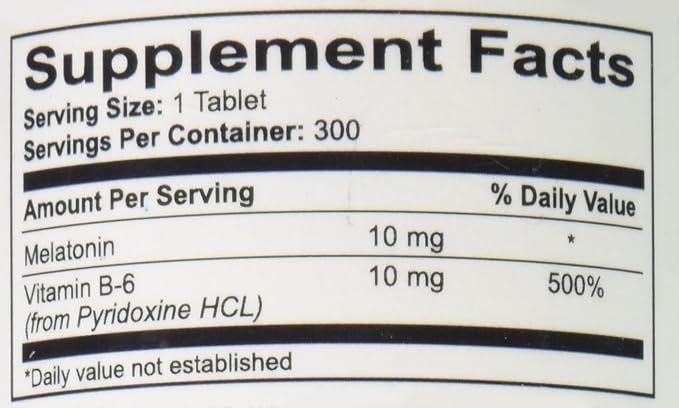 Supplement Facts
Serving Size: 1 Tablet
Servings Per Container: 300
Amount Per Serving % Daily Value
Melatonin 10 mg *
Vitamin B-6 10 mg 500%
(from Pyridoxine HCL)
*Daily value not established